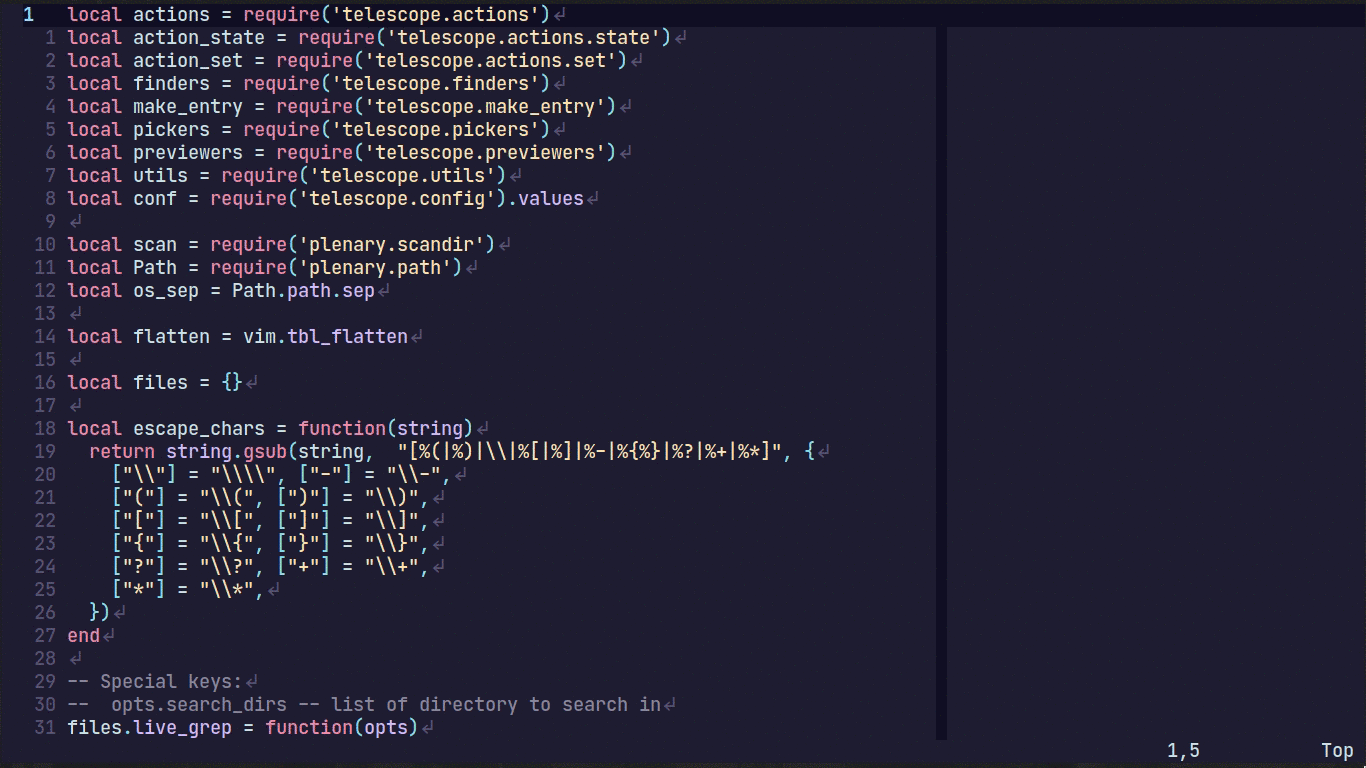 1   local actions = require('telescope.actions')↲
  1 local action_state = require('telescope.actions.state')↲
  2 local action_set = require('telescope.actions.set')↲
  3 local finders = require('telescope.finders')↲
  4 local make_entry = require('telescope.make_entry')↲
  5 local pickers = require('telescope.pickers')↲
  6 local previewers = require('telescope.previewers')↲
  7 local utils = require('telescope.utils')↲
  8 local conf = require('telescope.config').values↲
  9 ↲
 10 local scan = require('plenary.scandir')↲
 11 local Path = require('plenary.path')↲
 12 local os_sep = Path.path.sep↲
 13 ↲
 14 local flatten = vim.tbl_flatten↲
 15 ↲
 16 local files = {}↲
 17 ↲
 18 local escape_chars = function(string)↲
 19   return string.gsub(string,  "[%(|%)|\\|%[|%]|%-|%{%}|%?|%+|%*]", {↲
 20     ["\\"] = "\\\\", ["-"] = "\\-",↲
 21     ["("] = "\\(", [")"] = "\\)",↲
 22     ["["] = "\\[", ["]"] = "\\]",↲
 23     ["{"] = "\\{", ["}"] = "\\}",↲
 24     ["?"] = "\\?", ["+"] = "\\+",↲
 25     ["*"] = "\\*",↲
 26   })↲
 27 end↲
 28 ↲
 29 -- Special keys:↲
 30 --  opts.search_dirs -- list of directory to search in↲
 31 files.live_grep = function(opts)↲
1,5 Top